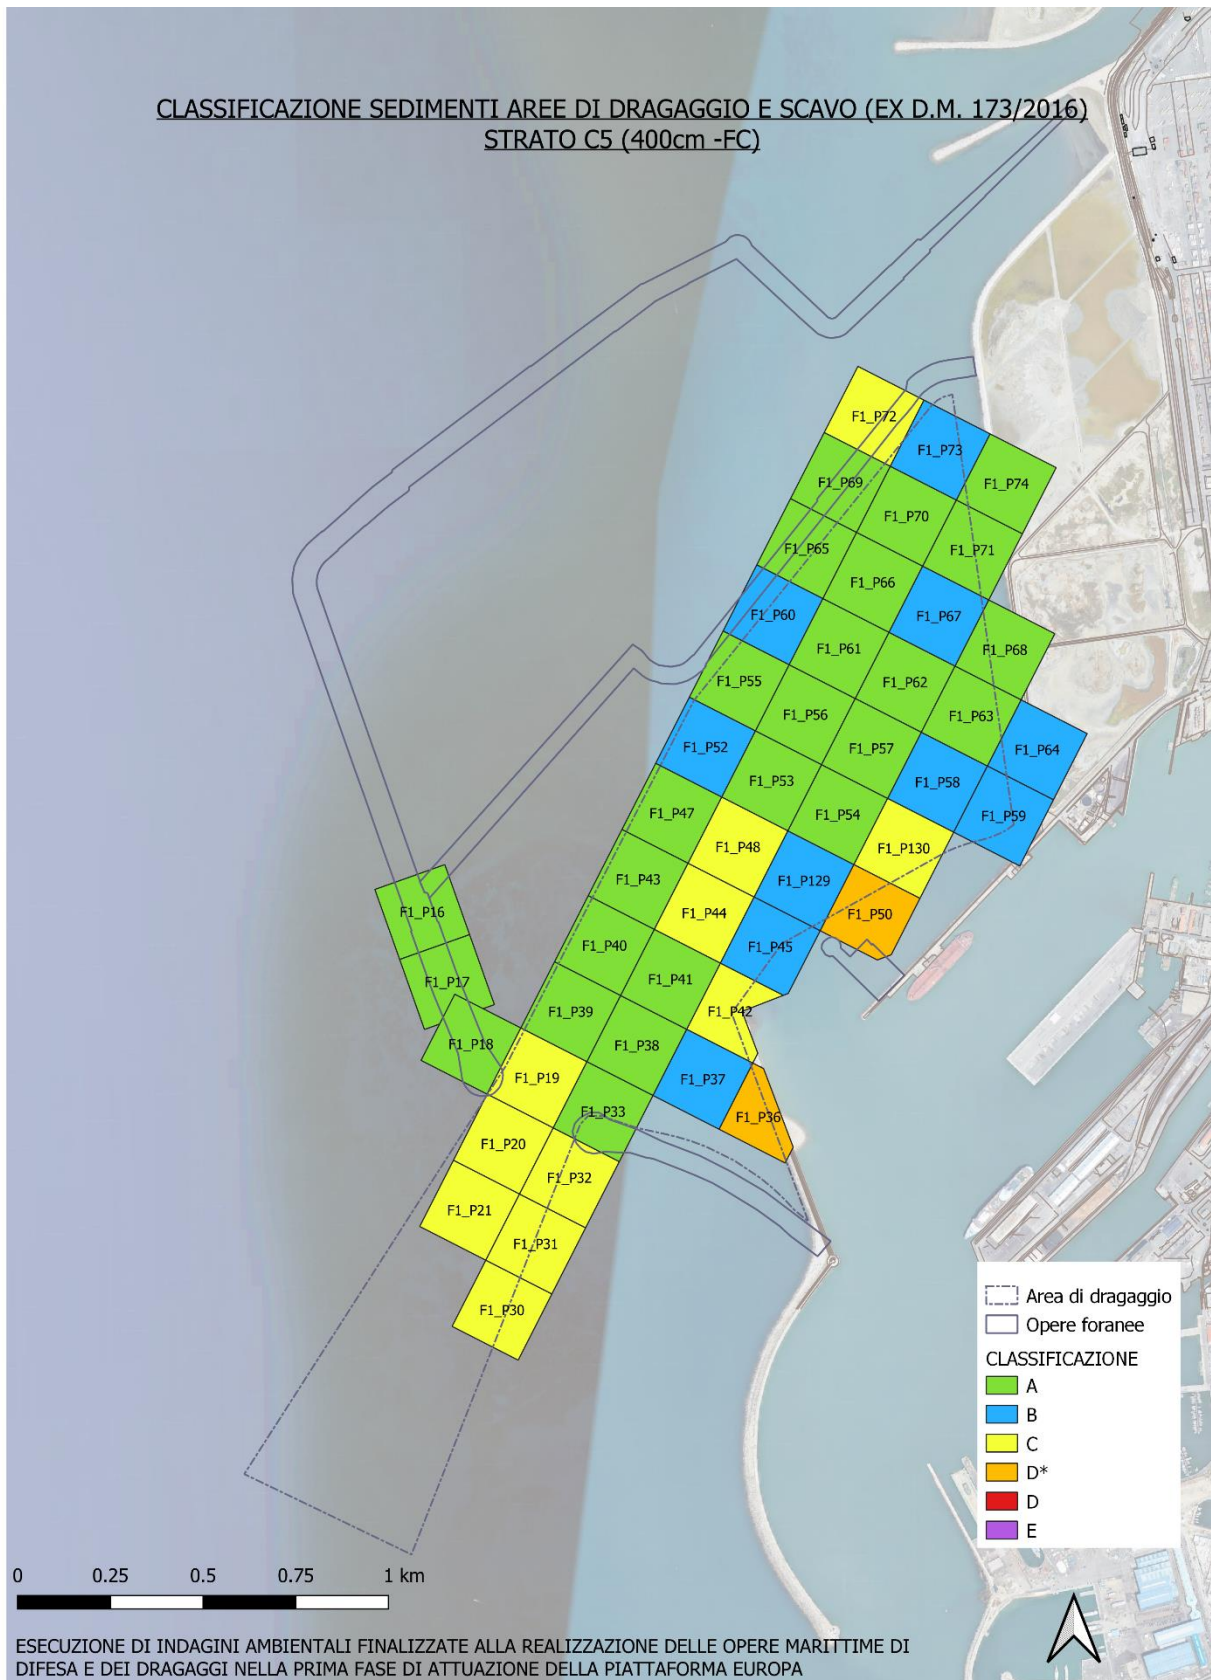 CLASSIFICAZIONE SEDIMENTI AREE DI DRAGAGGIO E SCAVO (EX D.M. 173/2016)
STRATO C5 (400cm -FC)
F1_P72
F1_P73
F1_P74
F1_P69
F1_P70
F1_P71
F1_P65
F1_P66
F1_P67
F1_P68
F1_P60
F1_P61
F1_P62
F1_P63
F1_P64
F1_P55
F1_P56
F1_P57
F1_P58
F1_P59
F1_P52
F1_P53
F1_P54
F1_P130
F1_P47
F1_P48
F1_P129
F1_P50
F1_P43
F1_P44
F1_P45
F1_P16
F1_P40
F1_P41
F1_P42
F1_P17
F1_P39
F1_P38
F1_P37
F1_P36
F1_P18
F1_P19
F1_P33
F1_P20
F1_P32
F1_P21
F1_P31
F1_P30
Area di dragaggio
Opere foranee
CLASSIFICAZIONE
A
B
C
D*
D
E
0 0.25 0.5 0.75 1 km
ESECUZIONE DI INDAGINI AMBIENTALI FINALIZZATE ALLA REALIZZAZIONE DELLE OPERE MARITTIME DI
DIFESA E DEI DRAGAGGI NELLA PRIMA FASE DI ATTUAZIONE DELLA PIATTAFORMA EUROPA